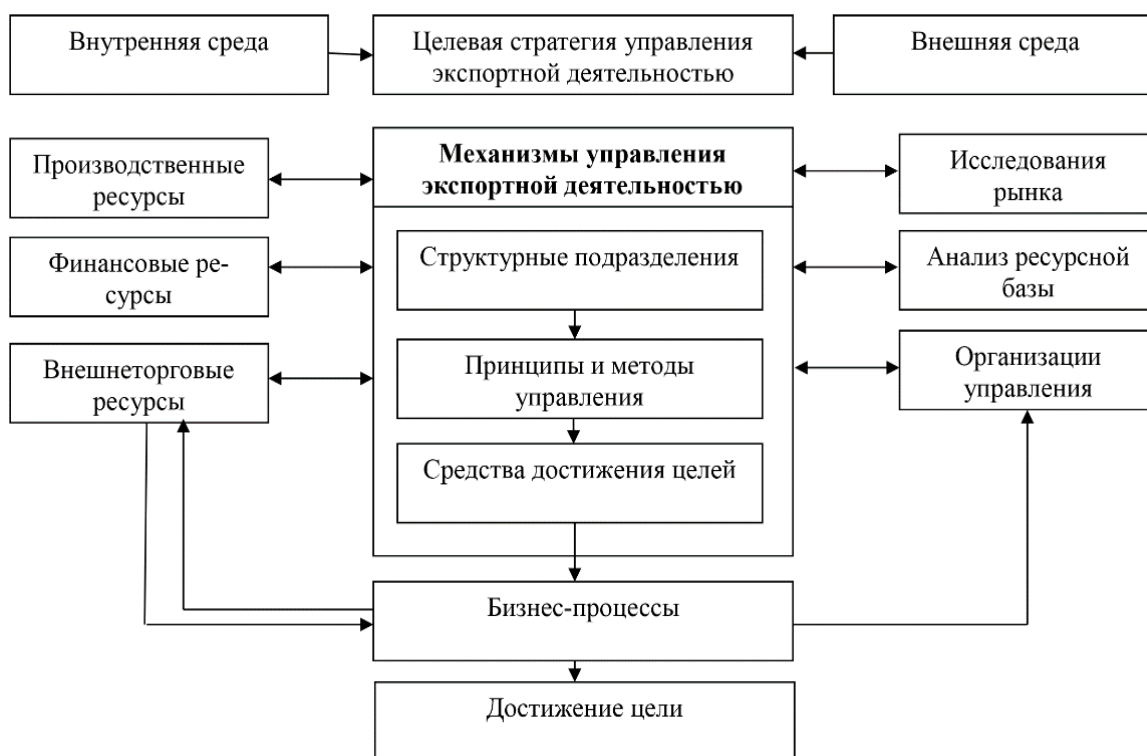 Внутренняя среда
Целевая стратегия управления
экспортной деятельностью
Внешняя среда
Производственные
ресурсы
Механизмы управления
экспортной деятельностью
Исследования
рынка
Финансовые ре-
сурсы
Структурные подразделения
Анализ ресурсной
базы
Внешнеторговые
ресурсы
Принципы и методы
управления
Организации
управления
Средства достижения целей
Бизнес-процессы
Достижение цели